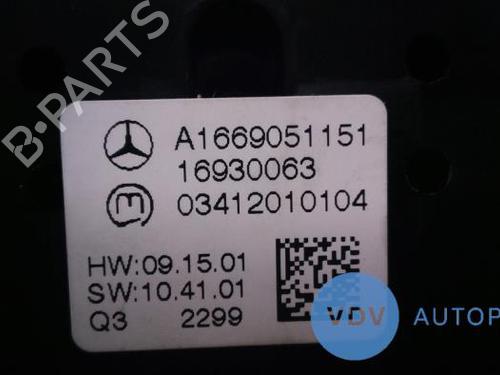 B-PARTS
A1669051151
16930063
03412010104
HW:09.15.01
SW:10.41.01
Q3 2299
VDV AUTOP